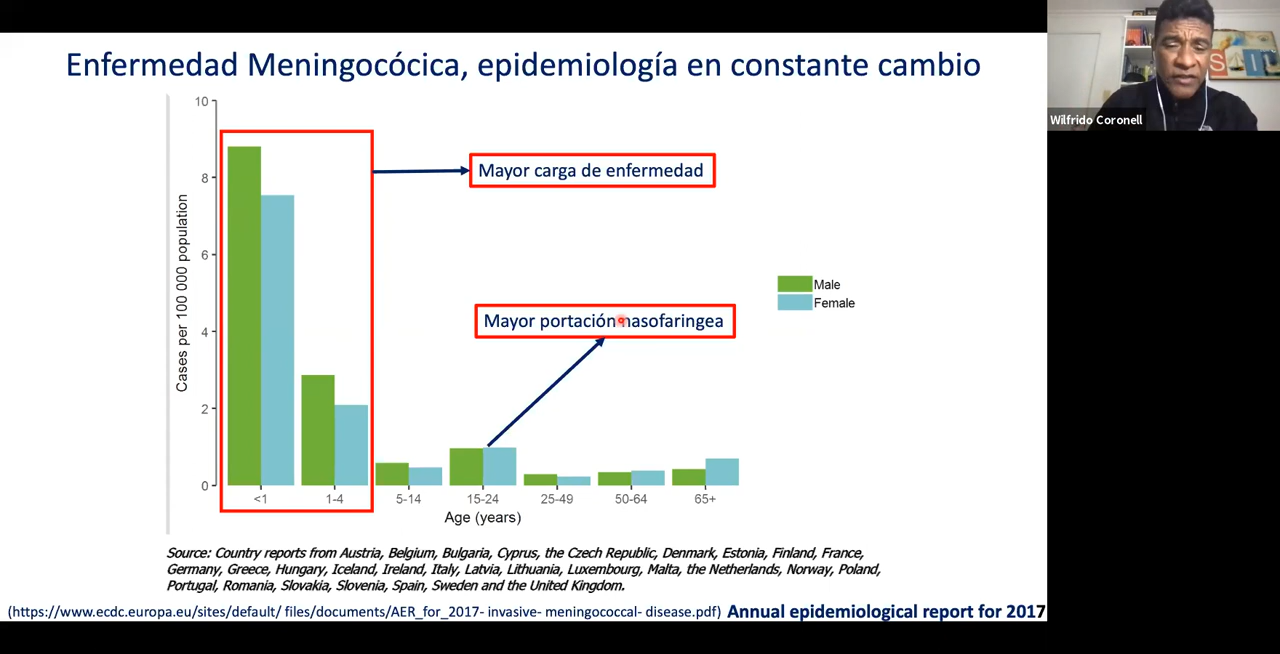 Enfermedad Meningocócica, epidemiología en constante cambio
Wilfrido Coronell
10
8
6
4
2
0
Cases per 100 000 population
Mayor carga de enfermedad
Mayor portación nasofaringea
Male
Female
<1 1-4 5-14 15-24 25-49 50-64 65+
Age (years)
Source: Country reports from Austria, Belgium, Bulgaria, Cyprus, the Czech Republic, Denmark, Estonia, Finland, France,
Germany, Greece, Hungary, Iceland, Ireland, Italy, Latvia, Lithuania, Luxembourg, Malta, the Netherlands, Norway, Poland,
Portugal, Romania, Slovakia, Slovenia, Spain, Sweden and the United Kingdom.
(https://www.ecdc.europa.eu/sites/default/ files/documents/AER_for_2017- invasive- meningococcal- disease.pdf) Annual epidemiological report for 2017